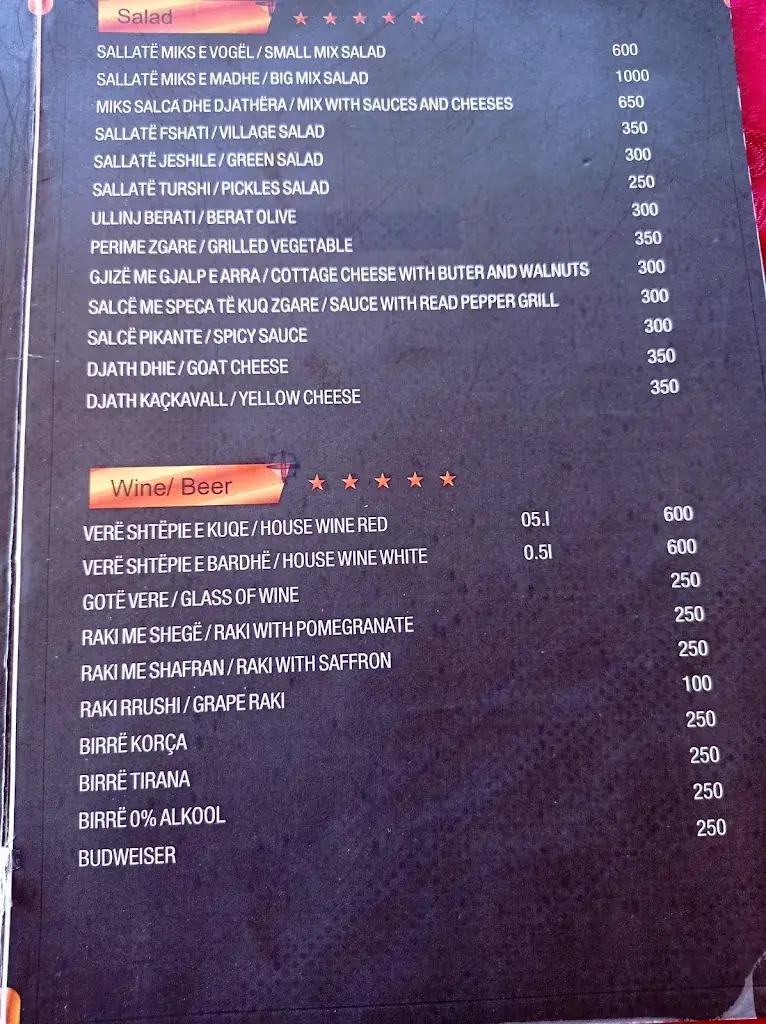 Salad
SALLATË MIKS E VOGËL / SMALL MIX SALAD 600
SALLATË MIKS E MADHE / BIG MIX SALAD 1000
MIKS SALCA DHE DJATHËRA / MIX WITH SAUCES AND CHEESES 650
SALLATË FSHATI / VILLAGE SALAD 350
SALLATË JESHILE / GREEN SALAD 300
SALLATË TURSHI / PICKLES SALAD 250
ULLINJ BERATI / BERAT OLIVE 300
PERIME ZGARE / GRILLED VEGETABLE 350
GJIZË ME GJALP E ARRA / COTTAGE CHEESE WITH BUTER AND WALNUTS 300
SALCË ME SPECA TË KUQ ZGARE / SAUCE WITH READ PEPPER GRILL 300
SALCË PIKANTE / SPICY SAUCE 300
DJATH DHIE / GOAT CHEESE 350
DJATH KAÇKAVALL / YELLOW CHEESE 350
Wine/ Beer
VERË SHTËPIE E KUQE / HOUSE WINE RED 05.l 600
VERË SHTËPIE E BARDHË / HOUSE WINE WHITE 0.5l 600
GOTË VERE / GLASS OF WINE 250
RAKI ME SHEGË / RAKI WITH POMEGRANATE 250
RAKI ME SHAFRAN / RAKI WITH SAFFRON 250
RAKI RRUSHI / GRAPE RAKI 100
BIRRË KORÇA 250
BIRRË TIRANA 250
BIRRË 0% ALKOOL 250
BUDWEISER 250